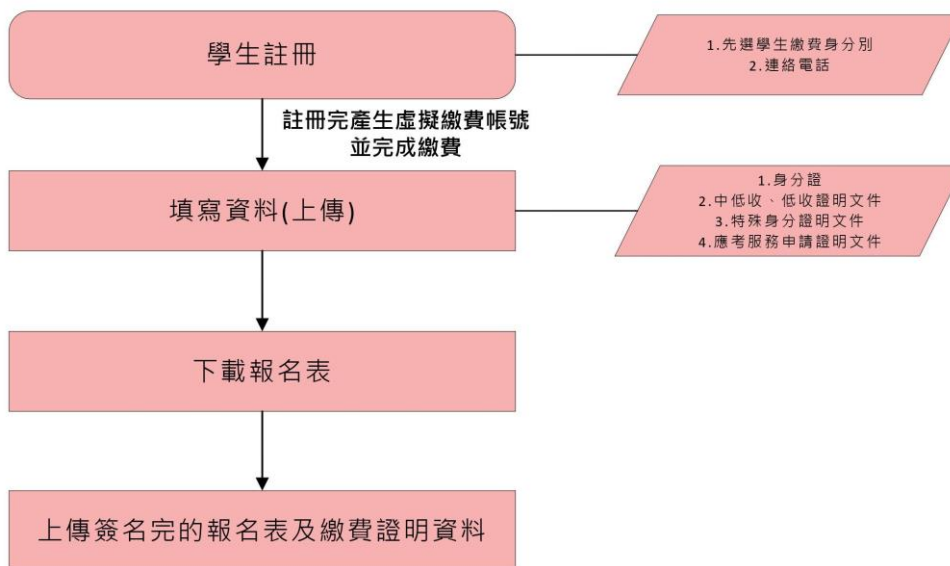 學生註冊
1.先選學生繳費身分別
2.連絡電話
註冊完產生虛擬繳費帳號
並完成繳費
填寫資料(上傳)
1.身分證
2.中低收、低收證明文件
3.特殊身分證明文件
4.應考服務申請證明文件
下載報名表
上傳簽名完的報名表及繳費證明資料